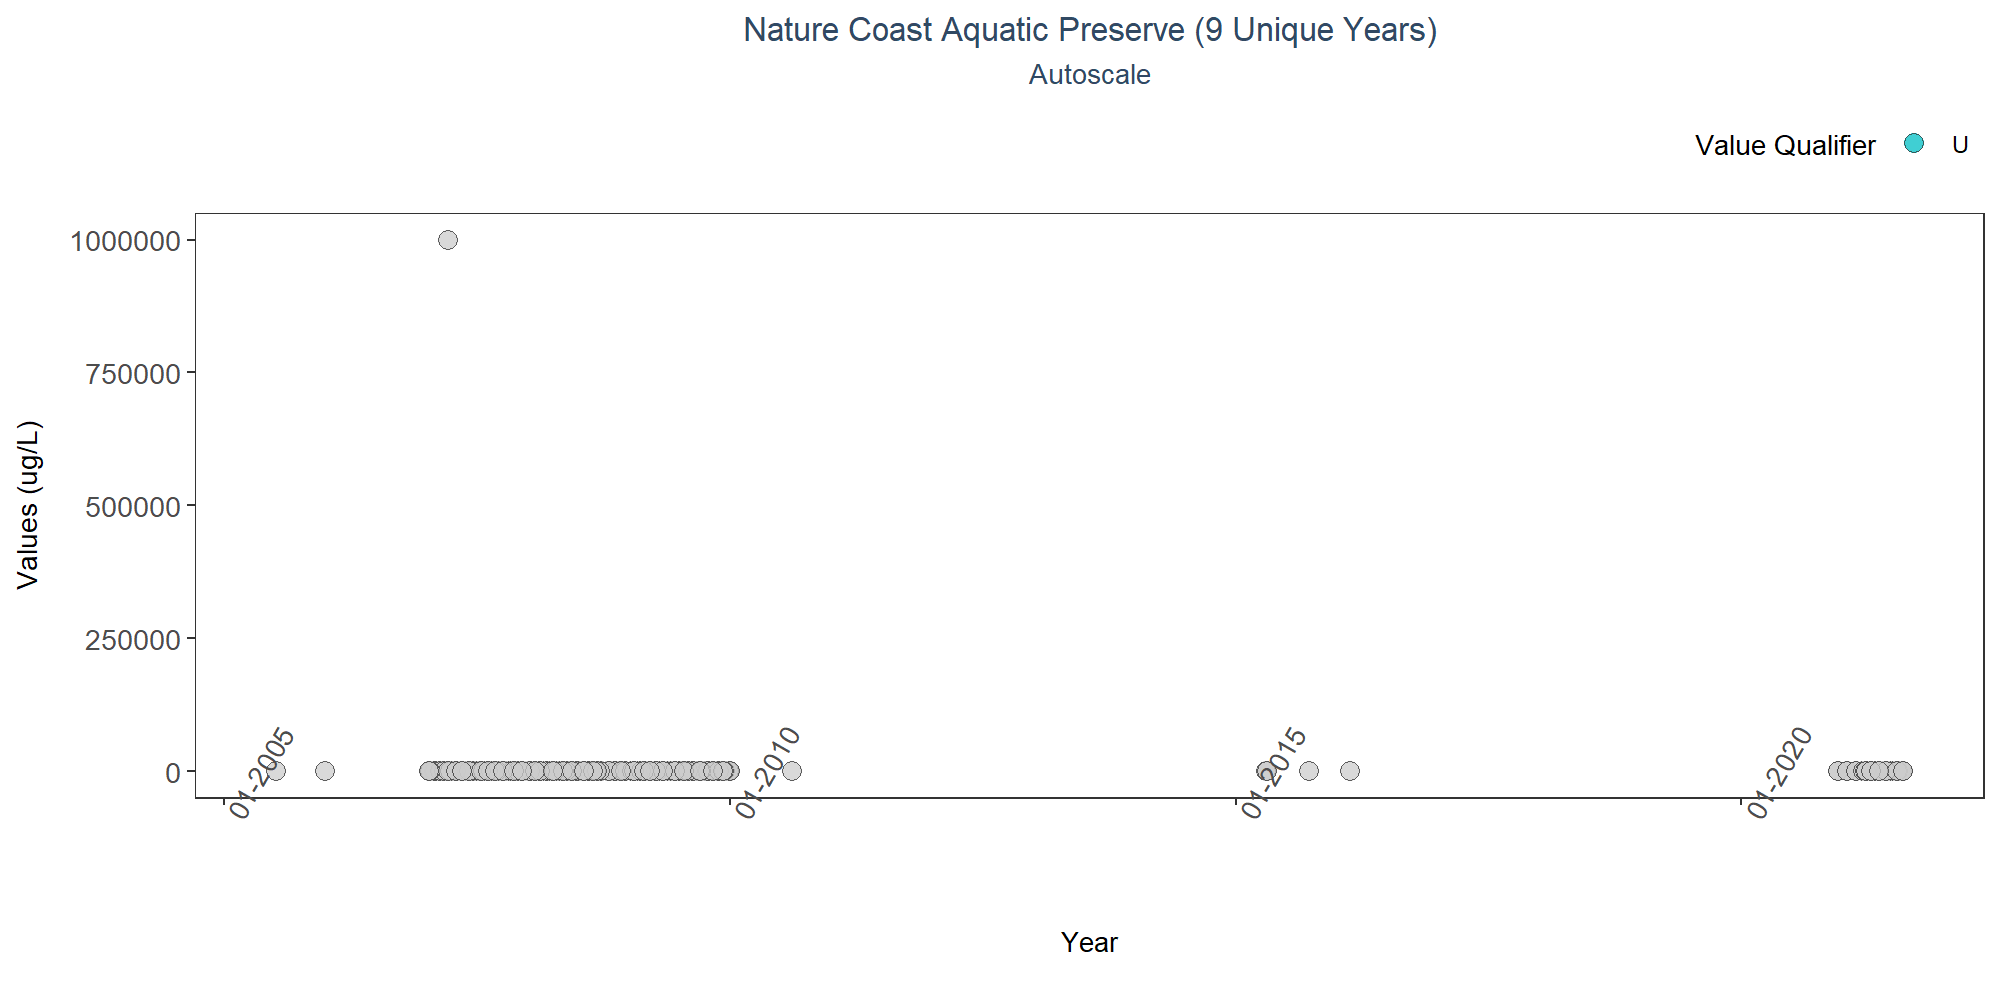 Nature Coast Aquatic Preserve (9 Unique Years)
Autoscale
Value Qualifier U
Values (ug/L)
1000000
750000
500000
250000
0
01-2005
01-2010
01-2015
01-2020
Year